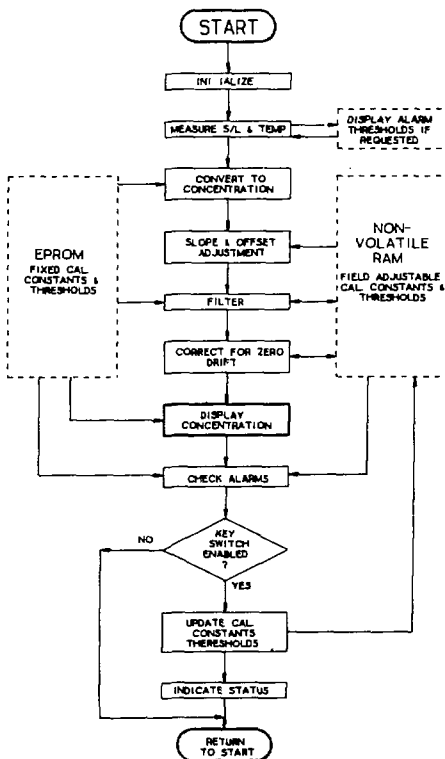 START
INITIALIZE
MEASURE S/L & TEMP
DISPLAY ALARM
THRESHOLDS IF
REQUESTED
CONVERT TO
CONCENTRATION
EPROM
FIXED CAL.
CONSTANTS &
THRESHOLDS
SLOPE & OFFSET
ADJUSTMENT
NON-
VOLATILE
RAM
FIELD ADJUSTABLE
CAL. CONSTANTS &
THRESHOLDS
FILTER
CORRECT FOR ZERO
DRIFT
DISPLAY
CONCENTRATION
CHECK ALARMS
KEY
SWITCH
ENABLED
?
NO
YES
UPDATE CAL.
CONSTANTS
THERESHOLDS
INDICATE STATUS
RETURN
TO START